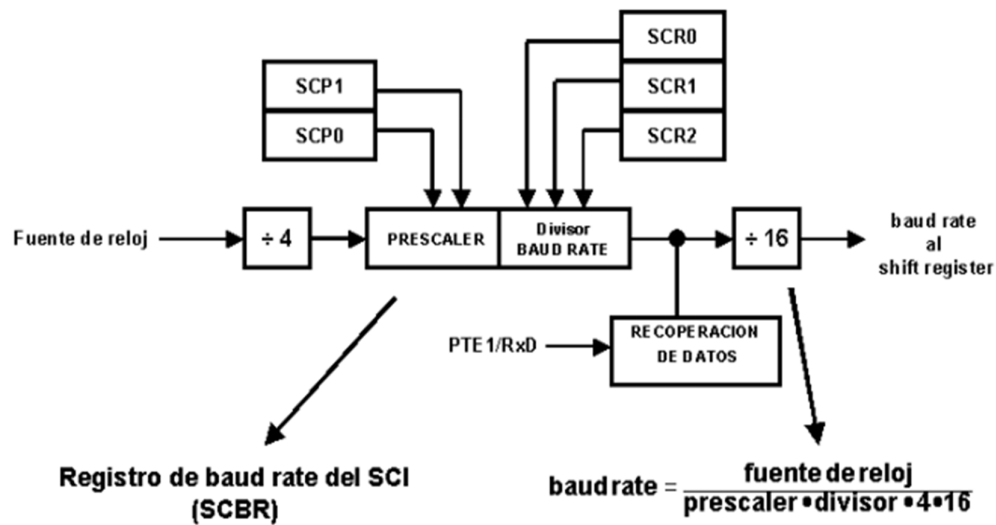 SCR0
SCR1
SCR2
SCP1
SCP0
Fuente de reloj
÷ 4
PRESCALER
Divisor
BAUD RATE
÷ 16
baud rate
al
shift register
PTE1/RxD
RECOPERACION
DE DATOS
Registro de baud rate del SCI
(SCBR)
baud rate = fuente de reloj
prescaler•divisor•4•16